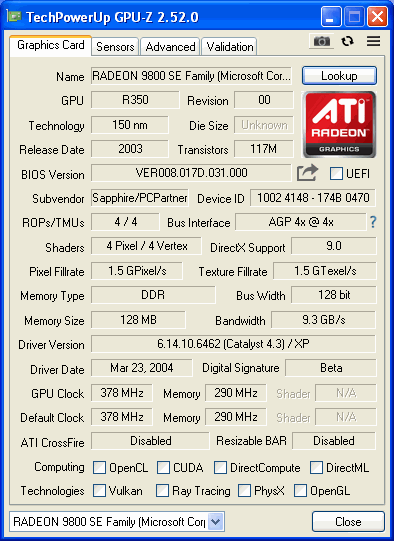 TechPowerUp GPU-Z 2.52.0
Graphics Card Sensors Advanced Validation
Name RADEON 9800 SE Family (Microsoft Cor... Lookup
GPU R350 Revision 00
Technology 150 nm Die Size Unknown
Release Date 2003 Transistors 117M
ATI RADEON GRAPHICS
BIOS Version VER008.017D.031.000 UEFI
Subvendor Sapphire/PCPartner Device ID 1002 4148 - 174B 0470
ROPs/TMUs 4 / 4 Bus Interface AGP 4x @ 4x ?
Shaders 4 Pixel / 4 Vertex DirectX Support 9.0
Pixel Fillrate 1.5 GPixel/s Texture Fillrate 1.5 GTexel/s
Memory Type DDR Bus Width 128 bit
Memory Size 128 MB Bandwidth 9.3 GB/s
Driver Version 6.14.10.6462 (Catalyst 4.3) / XP
Driver Date Mar 23, 2004 Digital Signature Beta
GPU Clock 378 MHz Memory 290 MHz Shader N/A
Default Clock 378 MHz Memory 290 MHz Shader N/A
ATI CrossFire Disabled Resizable BAR Disabled
Computing OpenCL CUDA DirectCompute DirectML
Technologies Vulkan Ray Tracing PhysX OpenGL
RADEON 9800 SE Family (Microsoft Corp Close